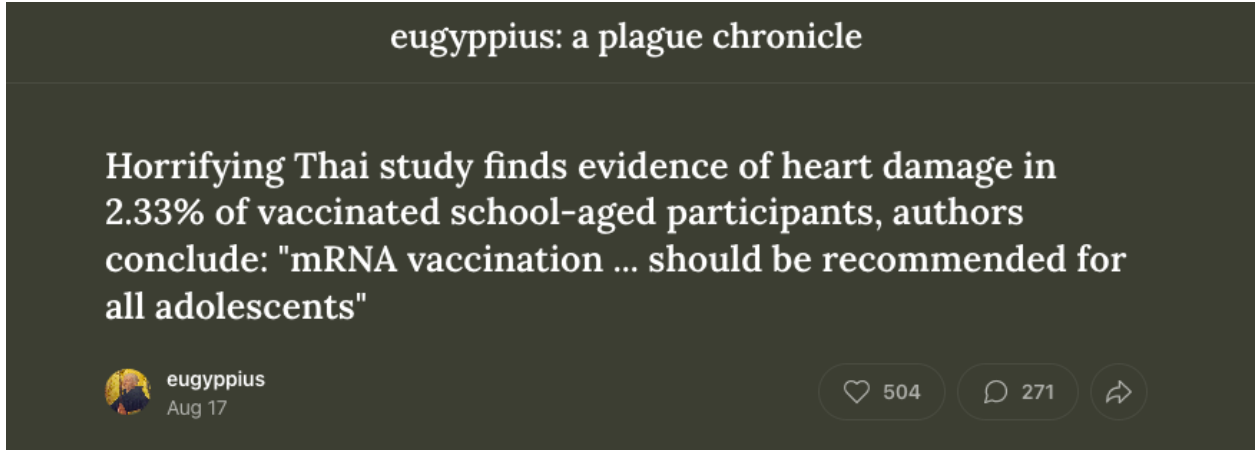 eugyppius: a plague chronicle
Horrifying Thai study finds evidence of heart damage in
2.33% of vaccinated school-aged participants, authors
conclude: "mRNA vaccination ... should be recommended for
all adolescents"
eugyppius
Aug 17
504
271